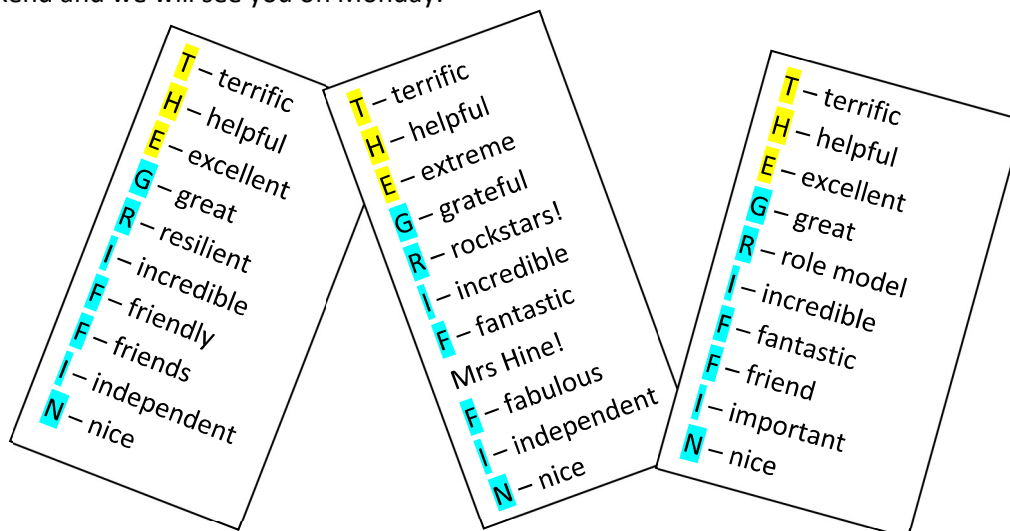 and we will see you on Monday.
T – terrific
H – helpful
E – excellent
G – great
R – resilient
I – incredible
F – friendly
F – friends
I – independent
N – nice
T – terrific
H – helpful
E – extreme
G – grateful
R – rockstars!
I – incredible
F – fantastic
Mrs Hine!
F – fabulous
I – independent
N – nice
T – terrific
H – helpful
E – excellent
G – great
R – role model
I – incredible
F – fantastic
F – friend
I – important
N – nice